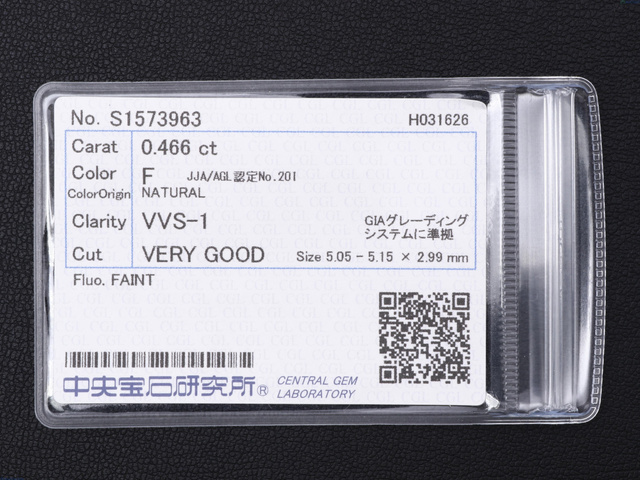 No. S1573963 H031626
Carat 0.466 ct
Color F JJA/AGL認定No.201
ColorOrigin NATURAL
Clarity VVS-1 GIAグレーディング
システムに準拠
Cut VERY GOOD Size 5.05 - 5.15 × 2.99 mm
Fluo. FAINT
中央宝石研究所® CENTRAL GEM
LABORATORY